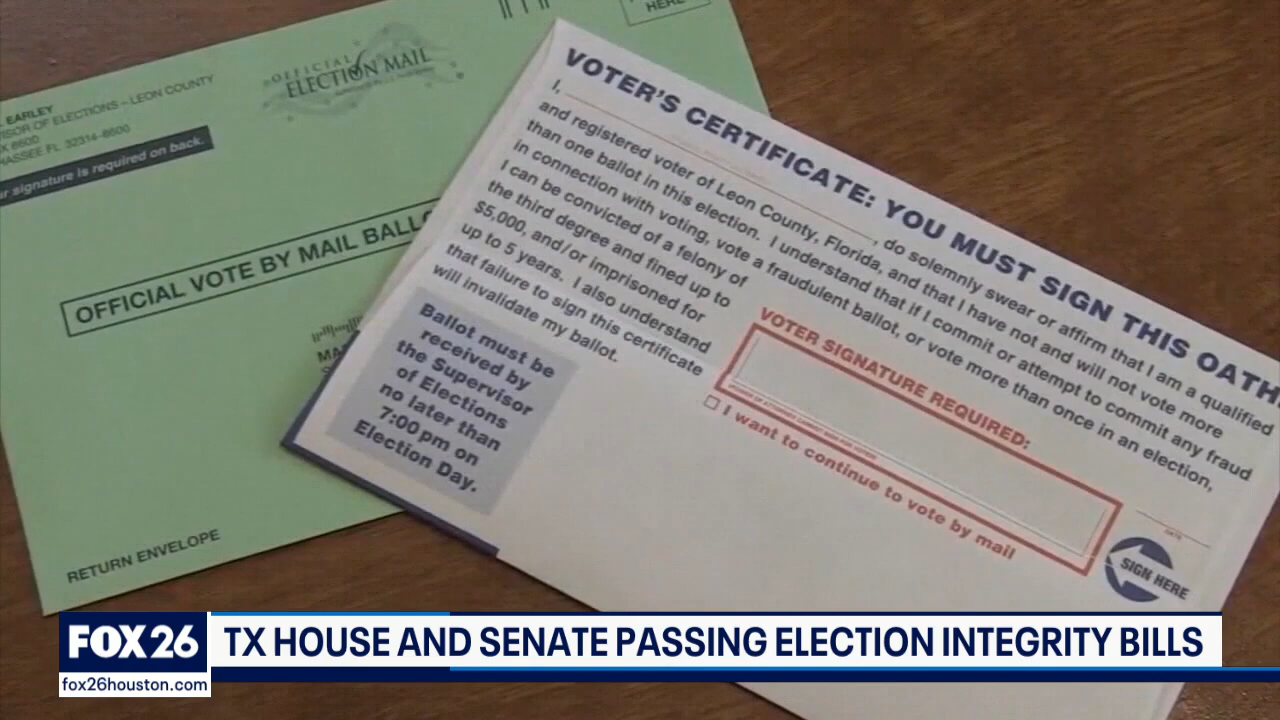 HERE
OFFICIAL
ELECTION MAIL
EARLEY
VISOR OF ELECTIONS – LEON COUNTY
X 8600
HASSEE FL 32314-8600
r signature is required on back.
OFFICIAL VOTE BY MAIL BALLO
RETURN ENVELOPE
VOTER'S CERTIFICATE: YOU MUST SIGN THIS OATH
I, , do solemnly swear or affirm that I am a qualified
and registered voter of Leon County, Florida, and that I have not and will not vote more
than one ballot in this election. I understand that if I commit or attempt to commit any fraud
in connection with voting, vote a fraudulent ballot, or vote more than once in an election,
I can be convicted of a felony of
the third degree and fined up to
$5,000, and/or imprisoned for
up to 5 years. I also understand
that failure to sign this certificate
will invalidate my ballot.
Ballot must be
received by
the Supervisor
of Elections
no later than
7:00 pm on
Election Day.
VOTER SIGNATURE REQUIRED:
I want to continue to vote by mail
DATE
SIGN HERE
FOX 26
TX HOUSE AND SENATE PASSING ELECTION INTEGRITY BILLS
fox26houston.com